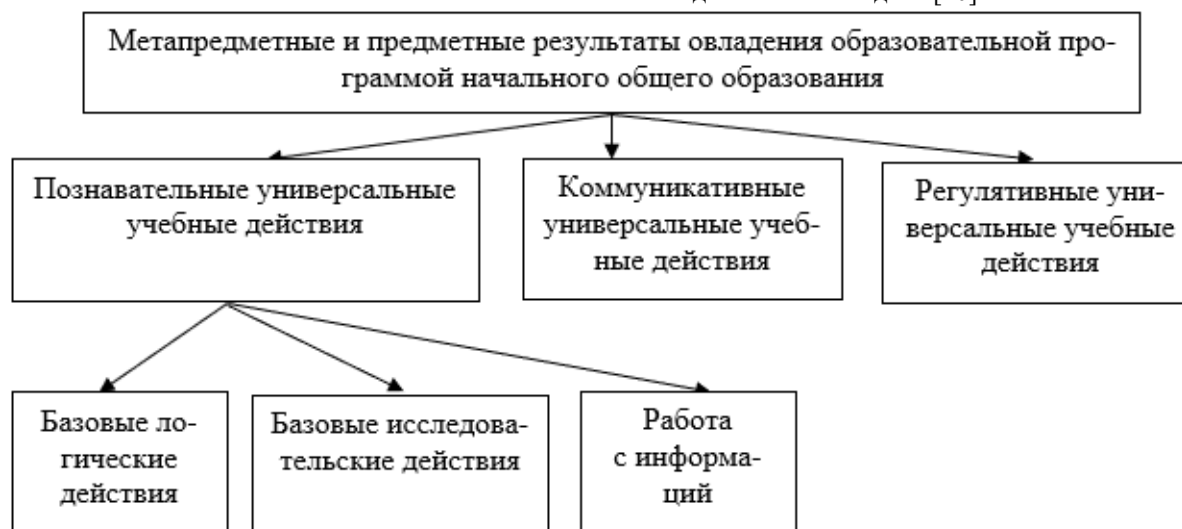 Метапредметные и предметные результаты овладения образовательной про-
граммой начального общего образования
Познавательные универсальные
учебные действия
Коммуникативные
универсальные учеб-
ные действия
Регулятивные уни-
версальные учебные
действия
Базовые ло-
гические
действия
Базовые исследова-
тельские действия
Работа
с информа-
ций